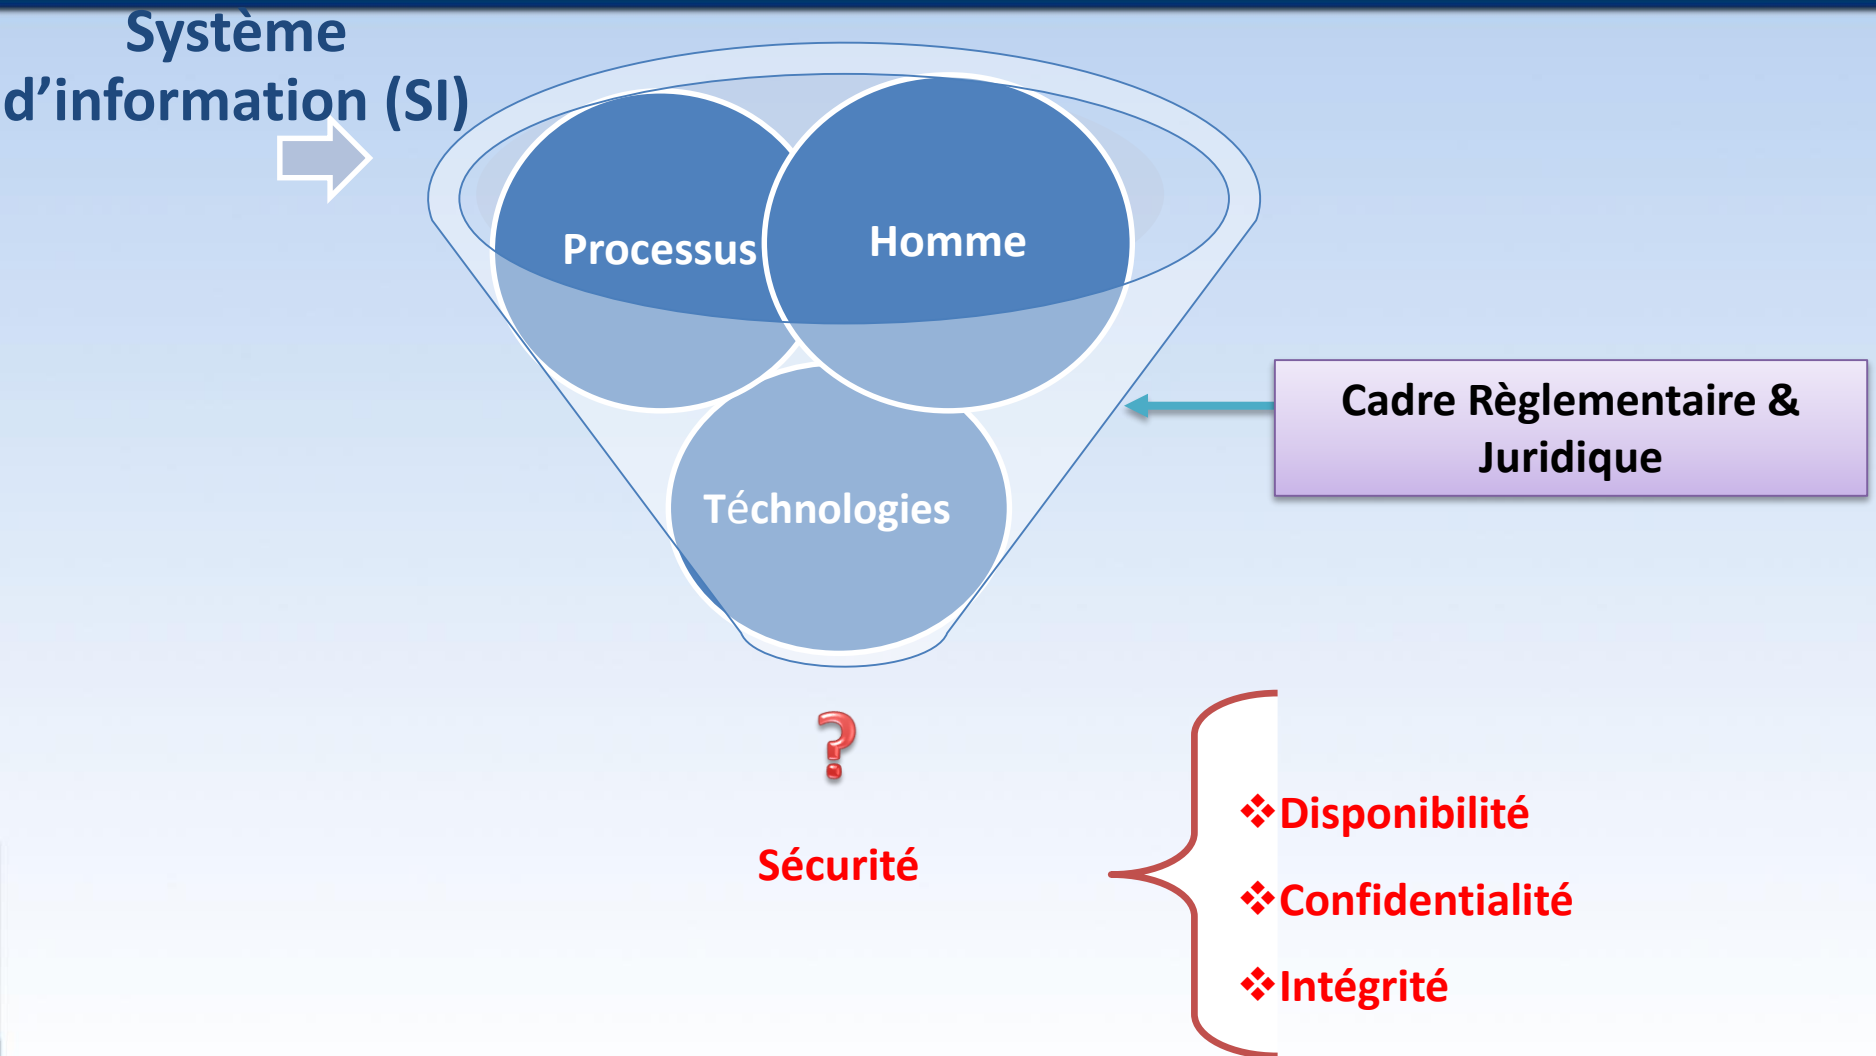 Système
d’information (SI)
Processus
Homme
Téchnologies
Cadre Règlementaire &
Juridique
?
Sécurité
❖Disponibilité
❖Confidentialité
❖Intégrité